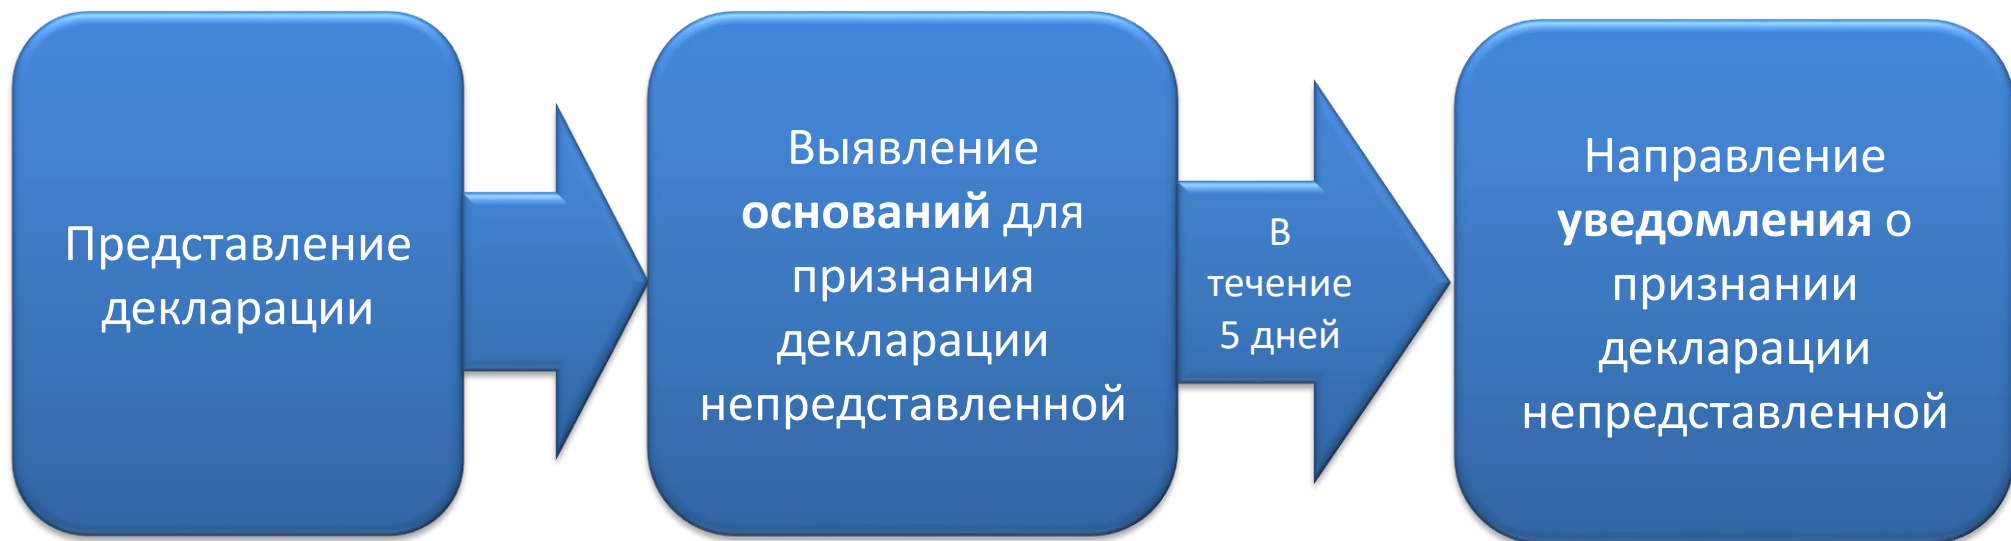 Представление
декларации
Выявление
оснований для
признания
декларации
непредставленной
В
течение
5 дней
Направление
уведомления о
признании
декларации
непредставленной